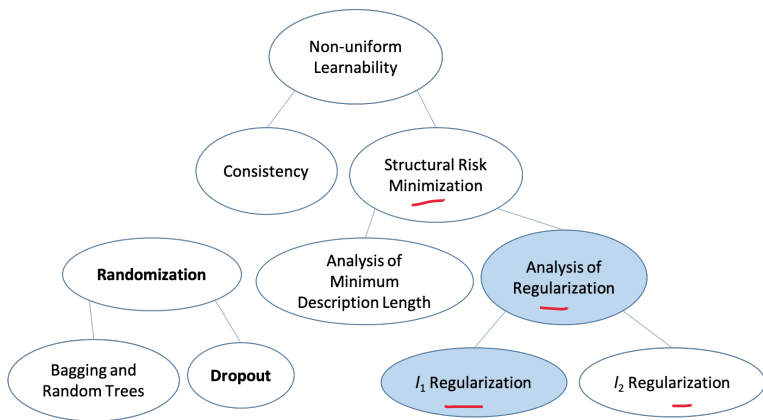 Non-uniform
Learnability
Consistency
Structural Risk
Minimization
Randomization
Analysis of
Minimum
Description Length
Analysis of
Regularization
Bagging and
Random Trees
Dropout
l1 Regularization
l2 Regularization